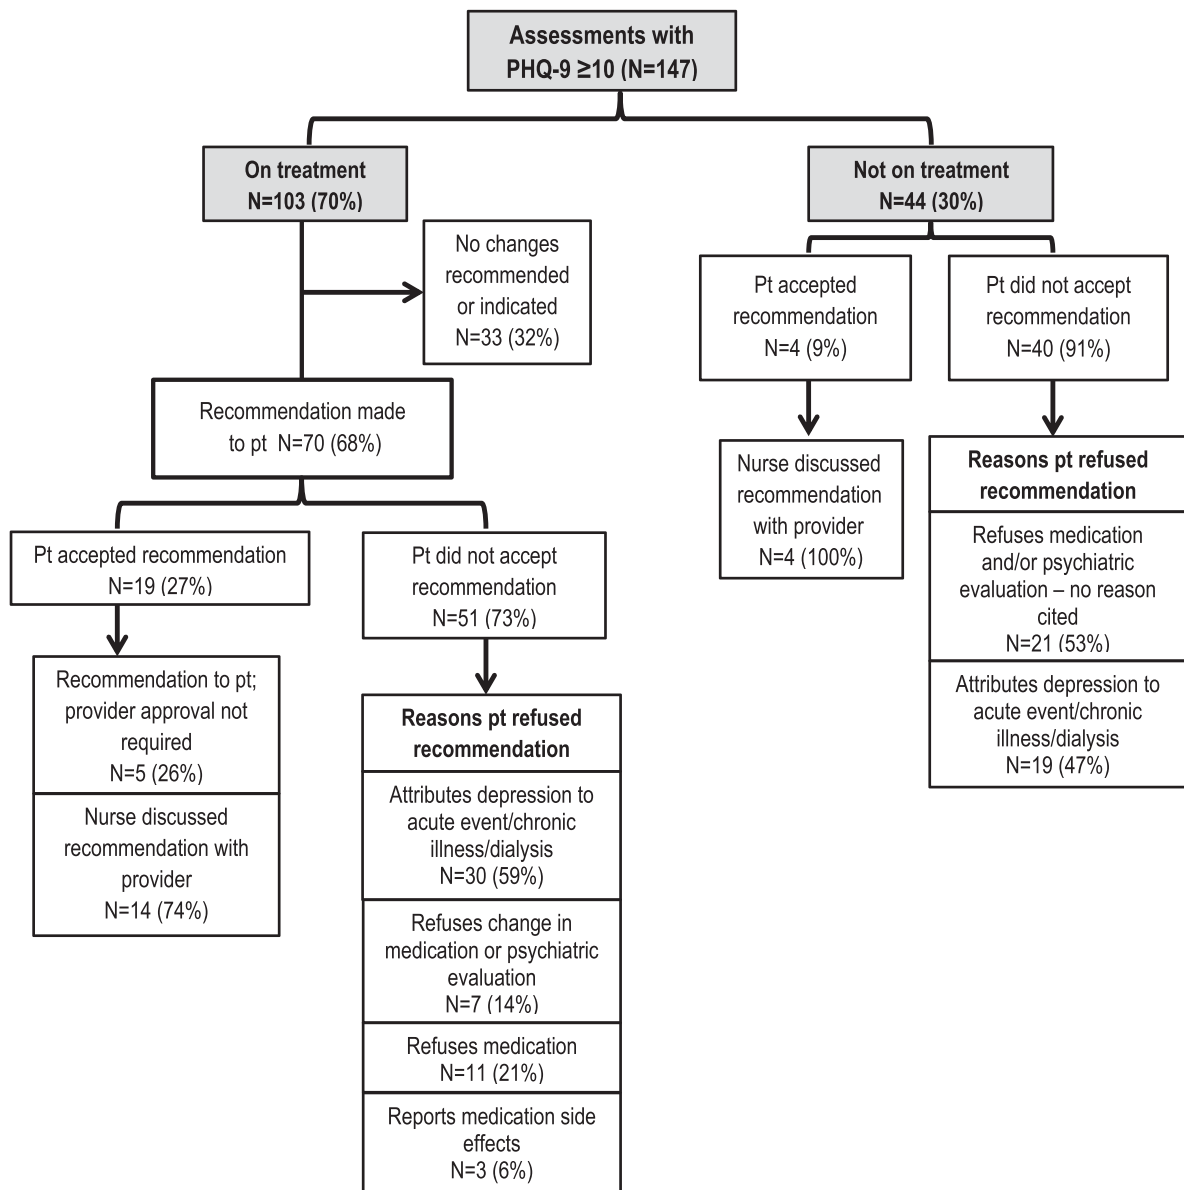 Assessments with
PHQ-9 ≥10 (N=147)
On treatment
N=103 (70%)
Not on treatment
N=44 (30%)
No changes
recommended
or indicated
N=33 (32%)
Pt accepted
recommendation
N=4 (9%)
Pt did not accept
recommendation
N=40 (91%)
Recommendation made
to pt N=70 (68%)
Nurse discussed
recommendation
with provider
N=4 (100%)
Reasons pt refused
recommendation
Refuses medication
and/or psychiatric
evaluation – no reason
cited
N=21 (53%)
Attributes depression to
acute event/chronic
illness/dialysis
N=19 (47%)
Pt accepted recommendation
N=19 (27%)
Pt did not accept
recommendation
N=51 (73%)
Recommendation to pt;
provider approval not
required
N=5 (26%)
Nurse discussed
recommendation with
provider
N=14 (74%)
Reasons pt refused
recommendation
Attributes depression to
acute event/chronic
illness/dialysis
N=30 (59%)
Refuses change in
medication or psychiatric
evaluation
N=7 (14%)
Refuses medication
N=11 (21%)
Reports medication side
effects
N=3 (6%)